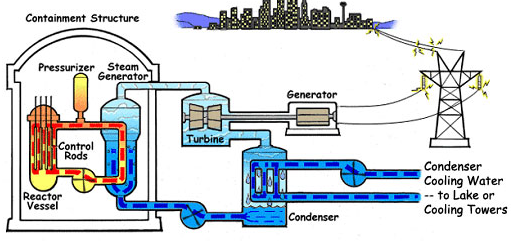 Containment Structure
Pressurizer
Steam
Generator
Control
Rods
Reactor
Vessel
Turbine
Generator
Condenser
Condenser
Cooling Water
-- to Lake or
Cooling Towers